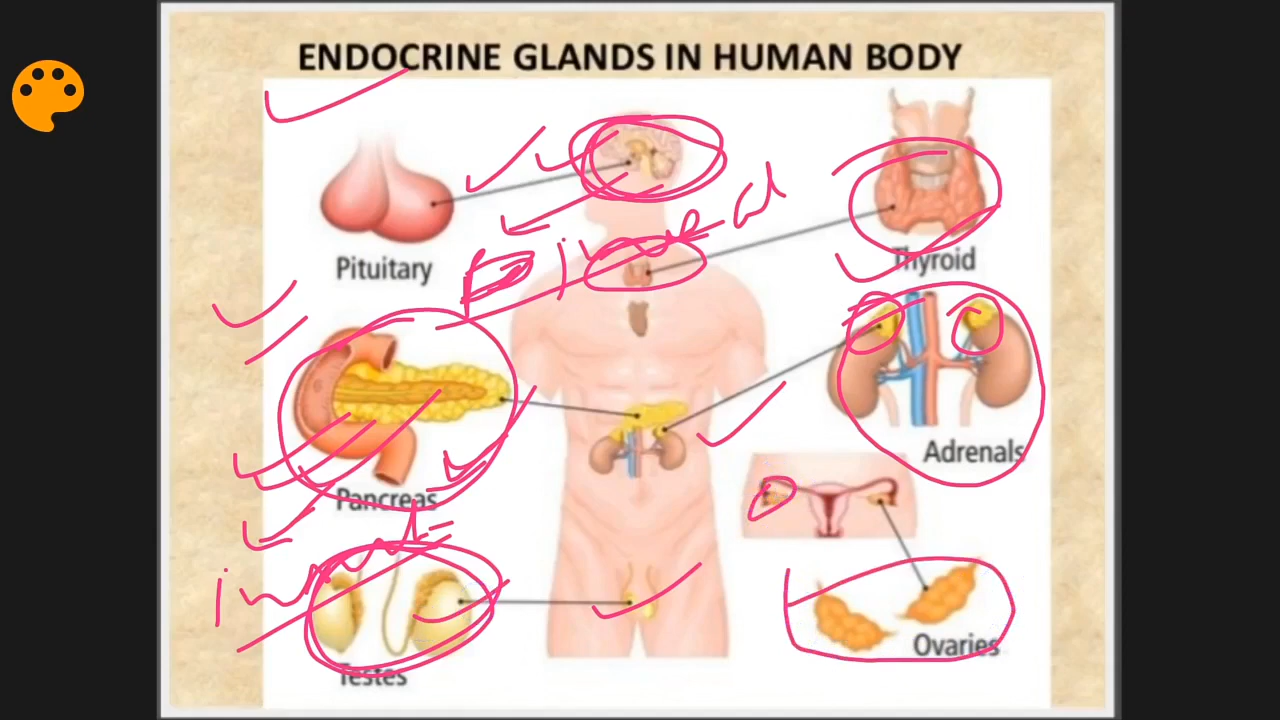 ENDOCRINE GLANDS IN HUMAN BODY
Pituitary
Thyroid
Pancreas
Adrenals
Testes
Ovaries